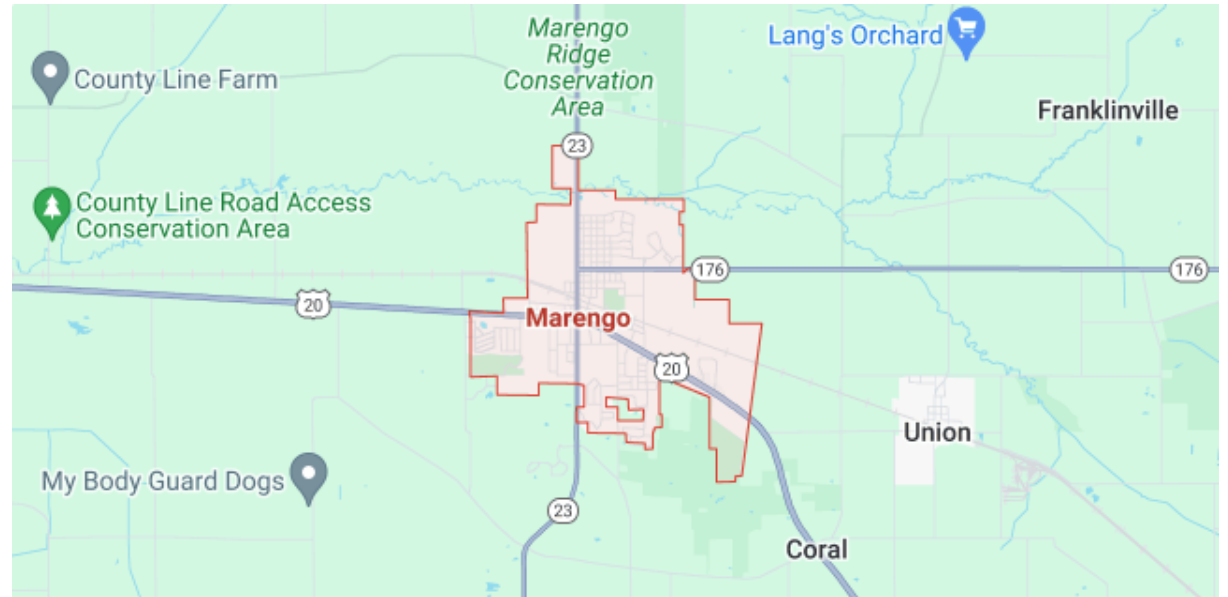 Marengo
Ridge
Conservation
Area
Lang's Orchard
County Line Farm
Franklinville
23
County Line Road Access
Conservation Area
176
176
20
Marengo
20
Union
My Body Guard Dogs
23
Coral